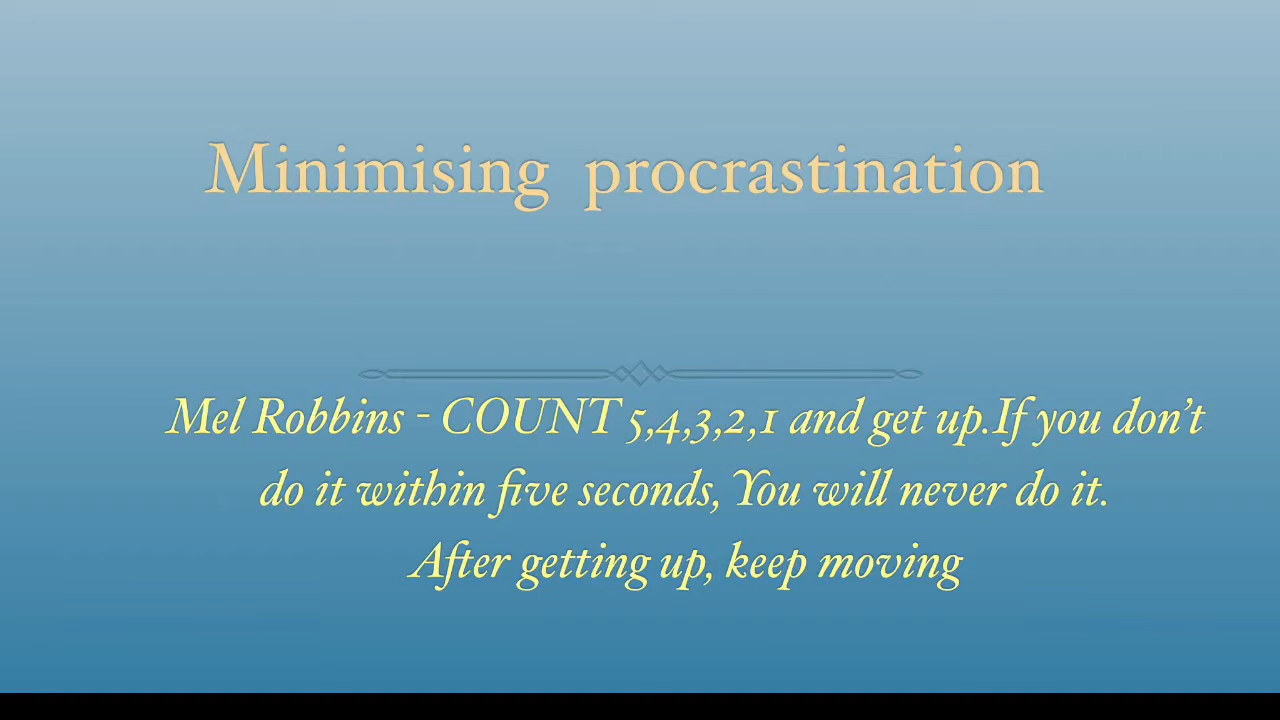 Minimising procrastination
Mel Robbins - COUNT 5,4,3,2,1 and get up.If you don't
do it within five seconds, You will never do it.
After getting up, keep moving